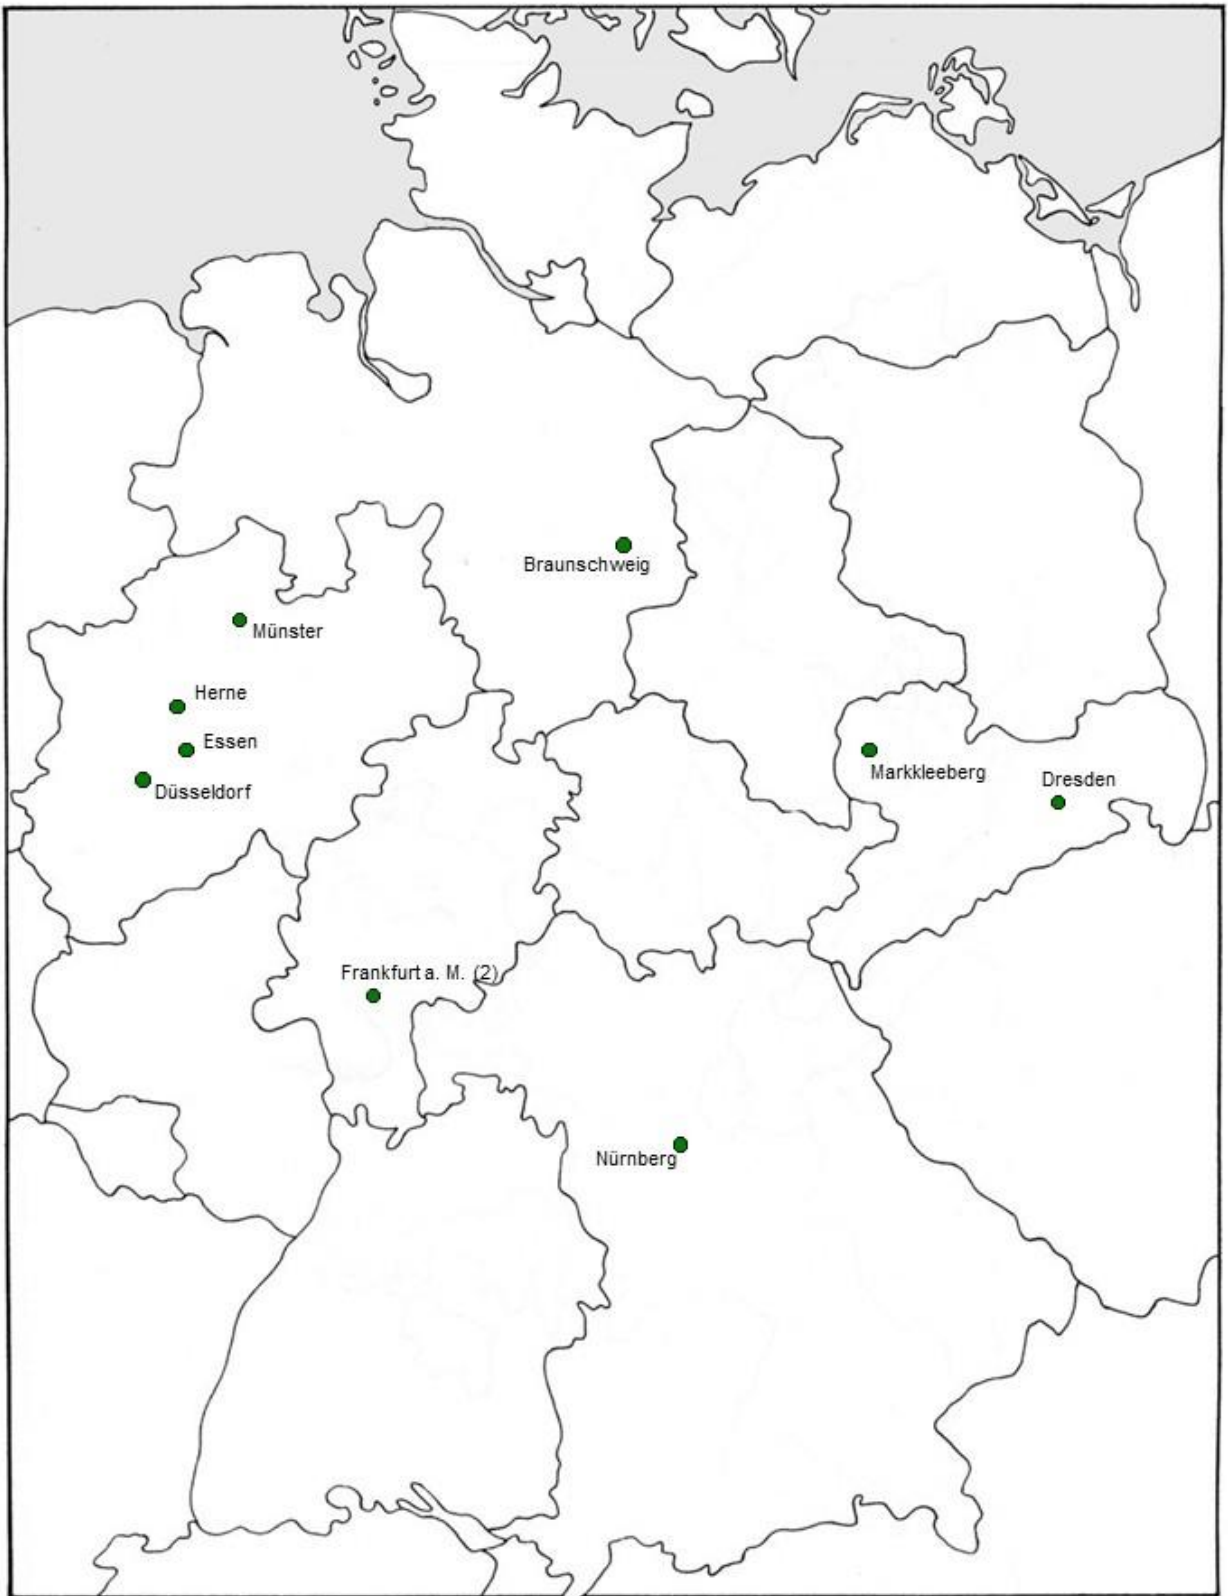 Braunschweig
Münster
Herne
Essen
Düsseldorf
Markkleeberg
Dresden
Frankfurt a. M. (2)
Nürnberg